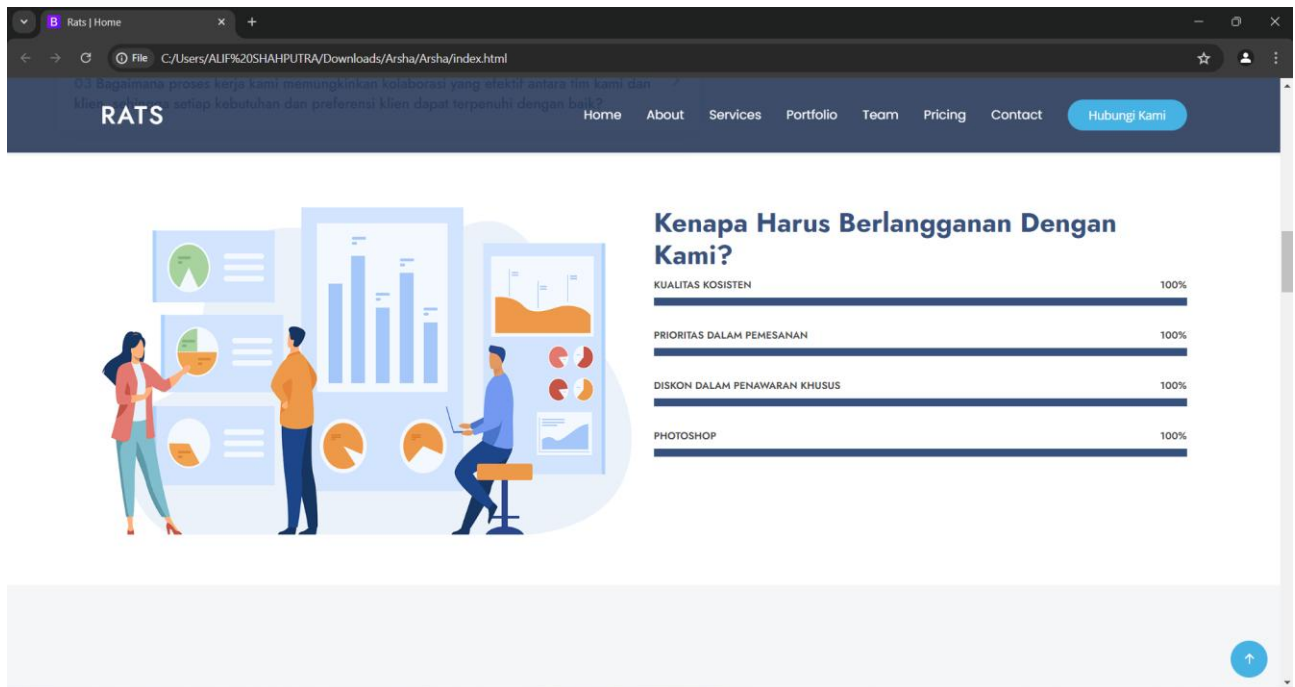 Rats | Home
File C:/Users/ALIF%20SHAHPUTRA/Downloads/Arsha/Arsha/index.html
03 Bagaimana proses kerja kami memungkinkan kolaborasi yang efektif antara tim kami dan
setiap kebutuhan dan preferensi klien dapat terpenuhi dengan baik?
RATS
Home About Services Portfolio Team Pricing Contact Hubungi Kami
Kenapa Harus Berlangganan Dengan
Kami?
KUALITAS KOSISTEN 100%
PRIORITAS DALAM PEMESANAN 100%
DISKON DALAM PENAWARAN KHUSUS 100%
PHOTOSHOP 100%